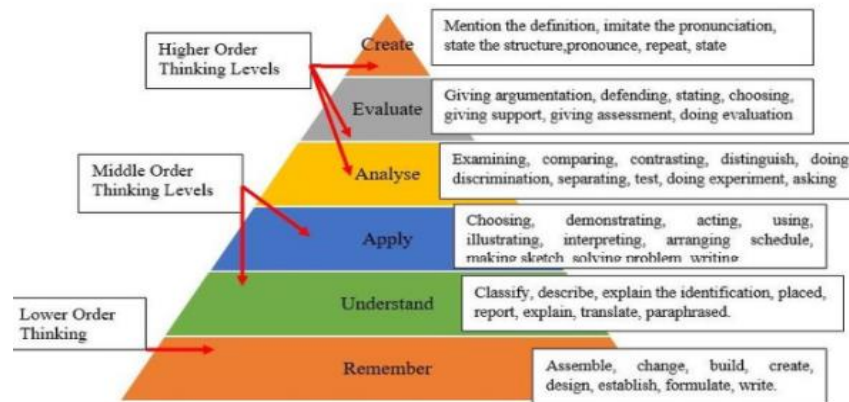 Mention the definition, imitate the pronunciation,
state the structure,pronounce, repeat, state
Higher Order
Thinking Levels
Create
Evaluate
Giving argumentation, defending, stating, choosing,
giving support, giving assessment, doing evaluation
Middle Order
Thinking Levels
Analyse
Examining, comparing, contrasting, distinguish, doing
discrimination, separating, test, doing experiment, asking
Apply
Choosing, demonstrating, acting, using,
illustrating, interpreting, arranging schedule,
making sketch, solving problem, writing
Lower Order
Thinking
Understand
Classify, describe, explain the identification, placed,
report, explain, translate, paraphrased.
Remember
Assemble, change, build, create,
design, establish, formulate, write.